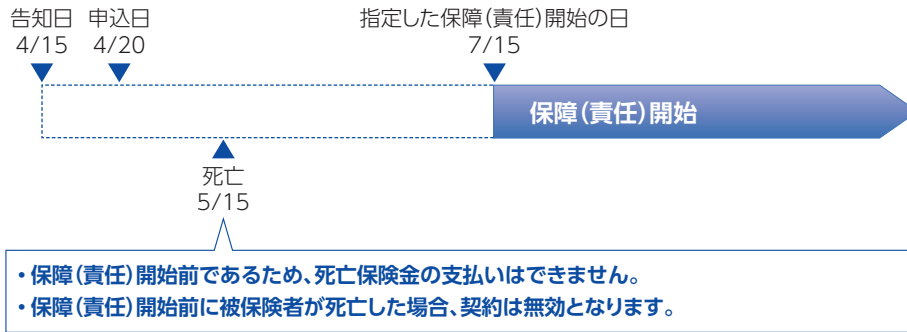 告知日 申込日 指定した保障(責任)開始の日
4/15 4/20 7/15
保障(責任)開始
死亡
5/15
・保障(責任)開始前であるため、死亡保険金の支払いはできません。
・保障(責任)開始前に被保険者が死亡した場合、契約は無効となります。